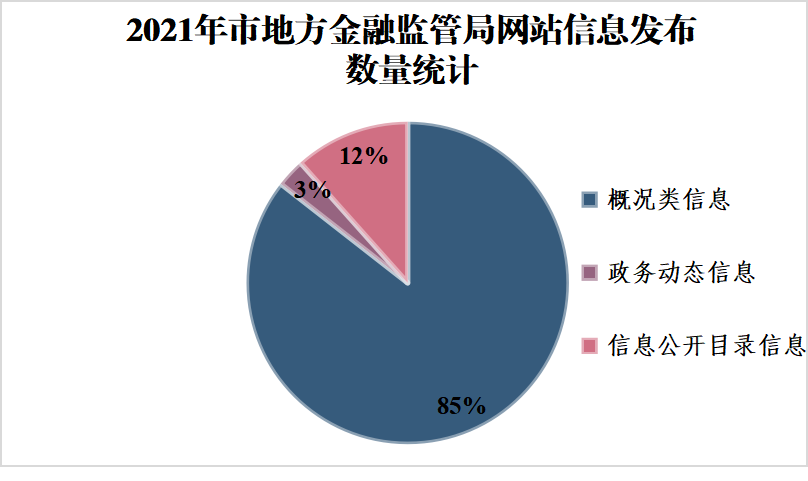 2021年市地方金融监管局网站信息发布
数量统计
12%
3%
85%
概况类信息
政务动态信息
信息公开目录信息